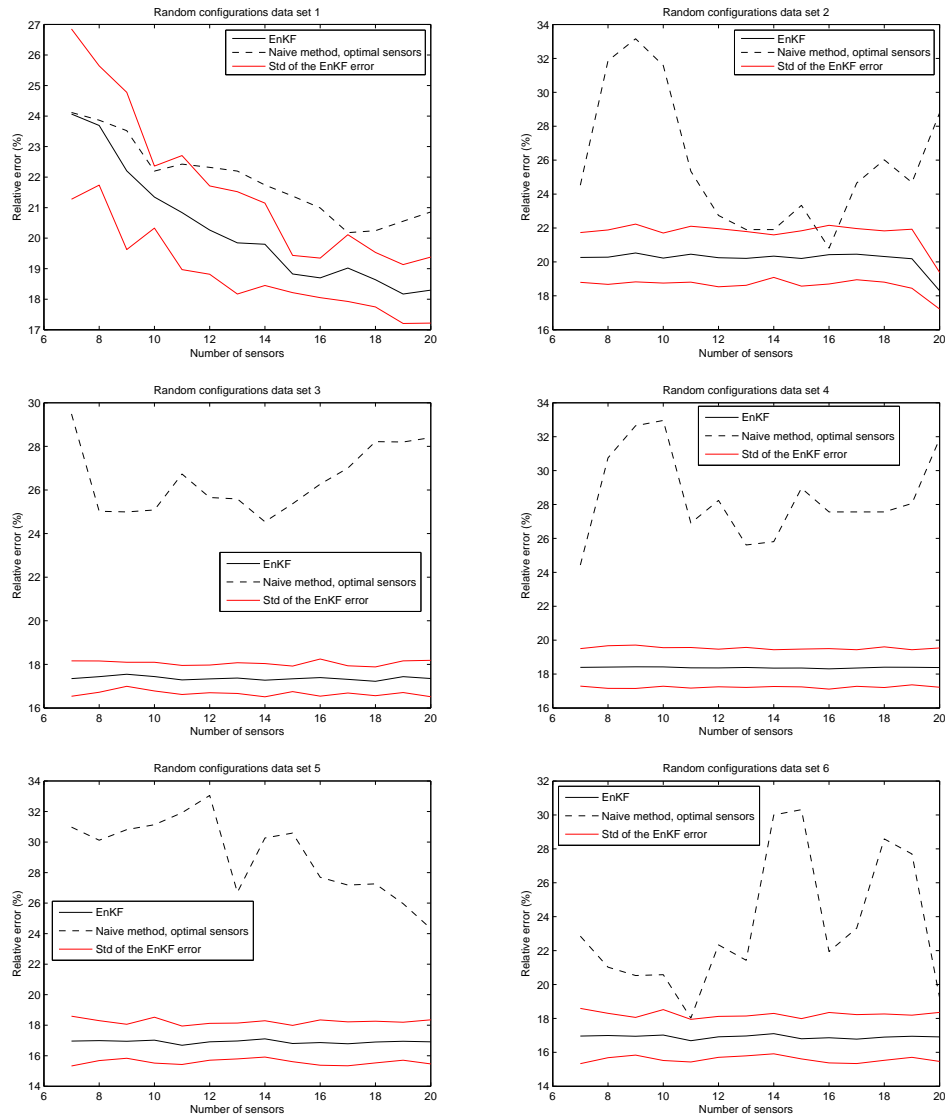 Random configurations data set 1
27
26
25
24
23
22
21
20
19
18
17
Relative error (%)
EnKF
Naive method, optimal sensors
Std of the EnKF error
6 8 10 12 14 16 18 20
Number of sensors
Random configurations data set 2
34
32
30
28
26
24
22
20
18
16
Relative error (%)
EnKF
Naive method, optimal sensors
Std of the EnKF error
6 8 10 12 14 16 18 20
Number of sensors
Random configurations data set 3
30
28
26
24
22
20
18
16
Relative error (%)
EnKF
Naive method, optimal sensors
Std of the EnKF error
6 8 10 12 14 16 18 20
Number of sensors
Random configurations data set 4
34
32
30
28
26
24
22
20
18
16
Relative error (%)
EnKF
Naive method, optimal sensors
Std of the EnKF error
6 8 10 12 14 16 18 20
Number of sensors
Random configurations data set 5
34
32
30
28
26
24
22
20
18
16
14
Relative error (%)
EnKF
Naive method, optimal sensors
Std of the EnKF error
6 8 10 12 14 16 18 20
Number of sensors
Random configurations data set 6
32
30
28
26
24
22
20
18
16
14
Relative error (%)
EnKF
Naive method, optimal sensors
Std of the EnKF error
6 8 10 12 14 16 18 20
Number of sensors